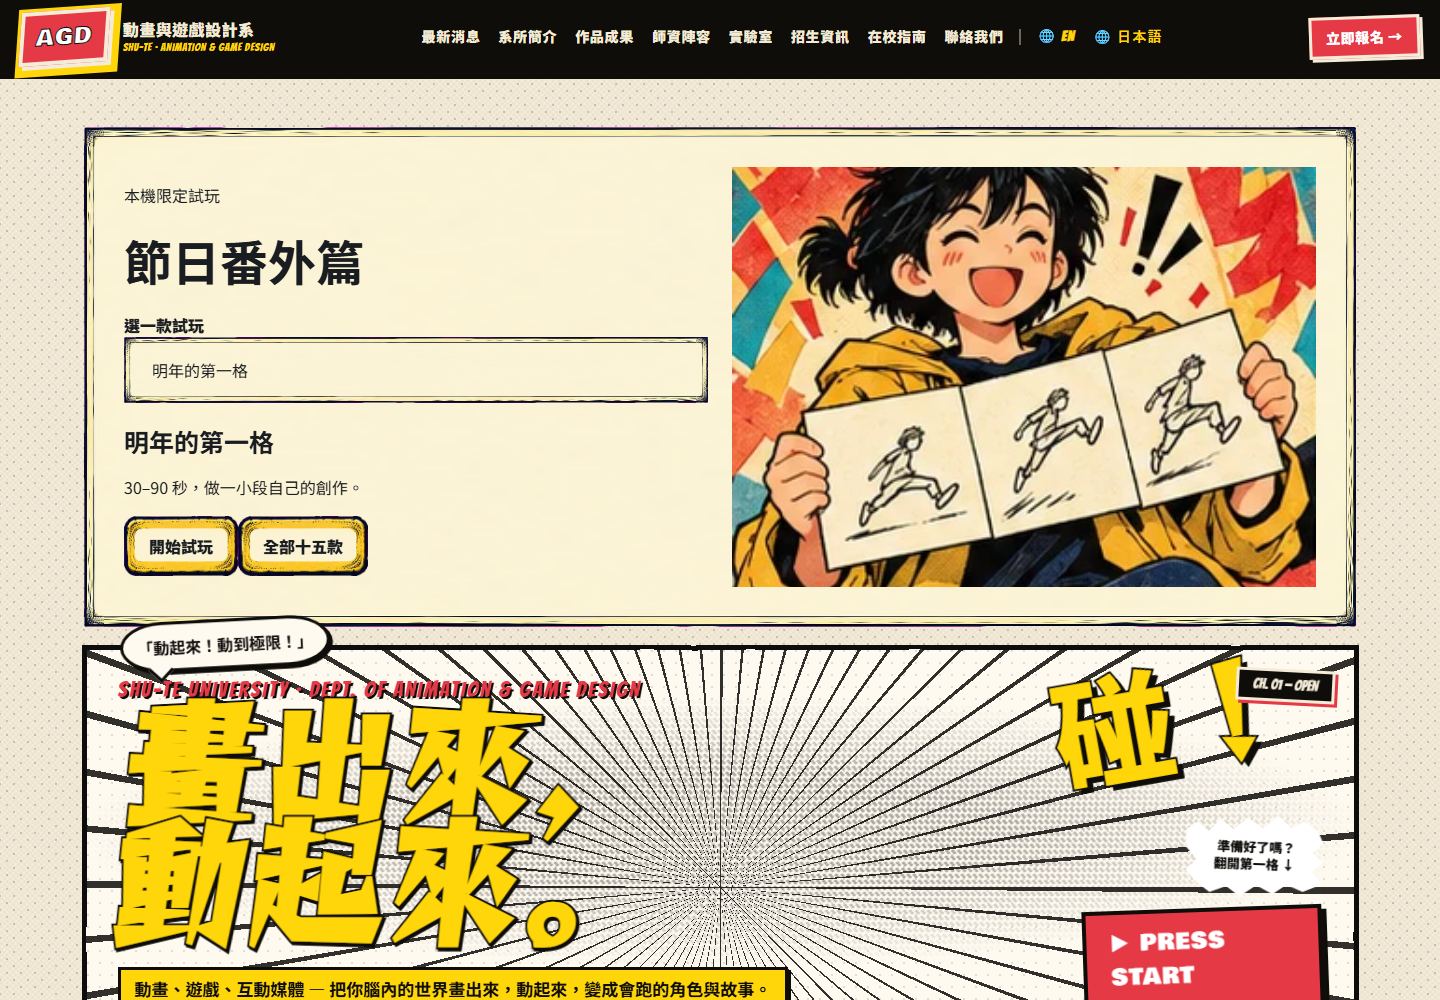 AGD
動畫與遊戲設計系
SHU-TE · ANIMATION & GAME DESIGN
最新消息 系所簡介 作品成果 師資陣容 實驗室 招生資訊 在校指南 聯絡我們 | EN 日本語
立即報名 →
本機限定試玩
節日番外篇
選一款試玩
明年的第一格
明年的第一格
30–90 秒，做一小段自己的創作。
開始試玩 全部十五款
「動起來！動到極限！」
SHU-TE UNIVERSITY · DEPT. OF ANIMATION & GAME DESIGN
畫出來，
動起來。
碰！
CH. 01 — OPEN
準備好了嗎？
翻開第一格 ↓
▶ PRESS
START
動畫、遊戲、互動媒體 — 把你腦內的世界畫出來，動起來，變成會跑的角色與故事。